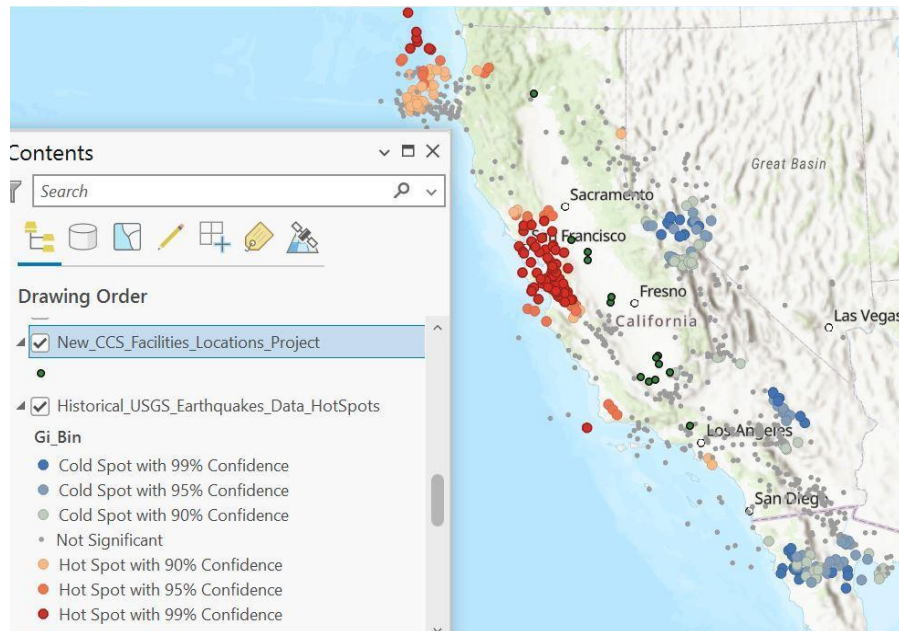 Contents
Search
Drawing Order
New_CCS_Facilities_Locations_Project
Historical_USGS_Earthquakes_Data_HotSpots
Gi_Bin
Cold Spot with 99% Confidence
Cold Spot with 95% Confidence
Cold Spot with 90% Confidence
Not Significant
Hot Spot with 90% Confidence
Hot Spot with 95% Confidence
Hot Spot with 99% Confidence
Great Basin
Sacramento
San Francisco
Fresno
California
Las Vegas
Los Angeles
San Diego